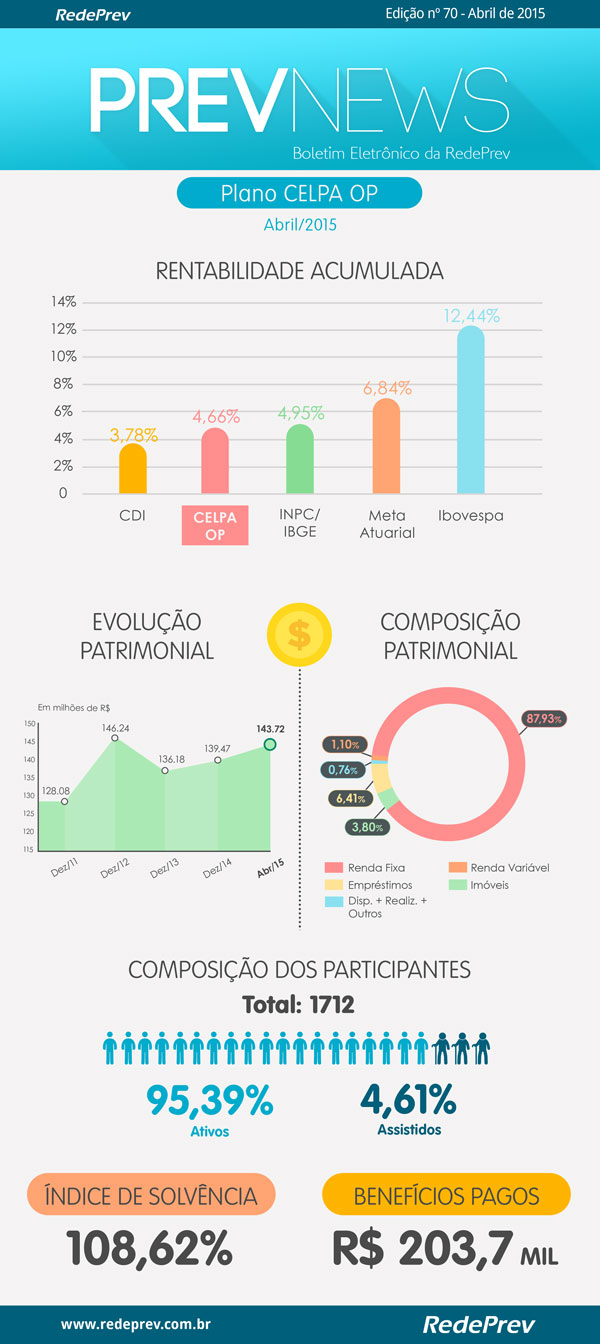 RedePrev
Edição nº 70 - Abril de 2015
PREVNEWS
Boletim Eletrônico da RedePrev
Plano CELPA OP
Abril/2015
RENTABILIDADE ACUMULADA
14%
12%
10%
8%
6%
4%
2%
0
3,78%
4,66%
4,95%
6,84%
12,44%
CDI
CELPA
OP
INPC/
IBGE
Meta
Atuarial
Ibovespa
EVOLUÇÃO
PATRIMONIAL
$
COMPOSIÇÃO
PATRIMONIAL
Em milhões de R$
150
145
140
135
130
125
120
115
128.08
146.24
136.18
139.47
143.72
Dez/11
Dez/12
Dez/13
Dez/14
Abr/15
87,93%
1,10%
0,76%
6,41%
3,80%
Renda Fixa
Renda Variável
Empréstimos
Imóveis
Disp. + Realiz. +
Outros
COMPOSIÇÃO DOS PARTICIPANTES
Total: 1712
95,39%
Ativos
4,61%
Assistidos
ÍNDICE DE SOLVÊNCIA
108,62%
BENEFÍCIOS PAGOS
R$ 203,7 MIL
www.redeprev.com.br
RedePrev